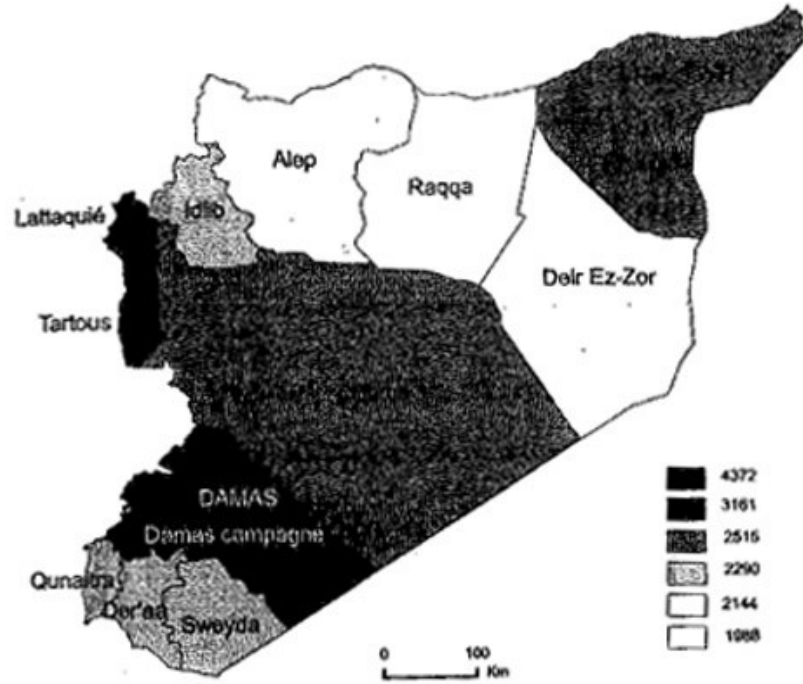 Alep
Raqqa
Idlib
Lattaquié
Deir Ez-Zor
Tartous
DAMAS
Damas campagne
Qunaitra
Der'aa
Sweyda
4372
3161
2515
2290
2144
1988
0 100
Km